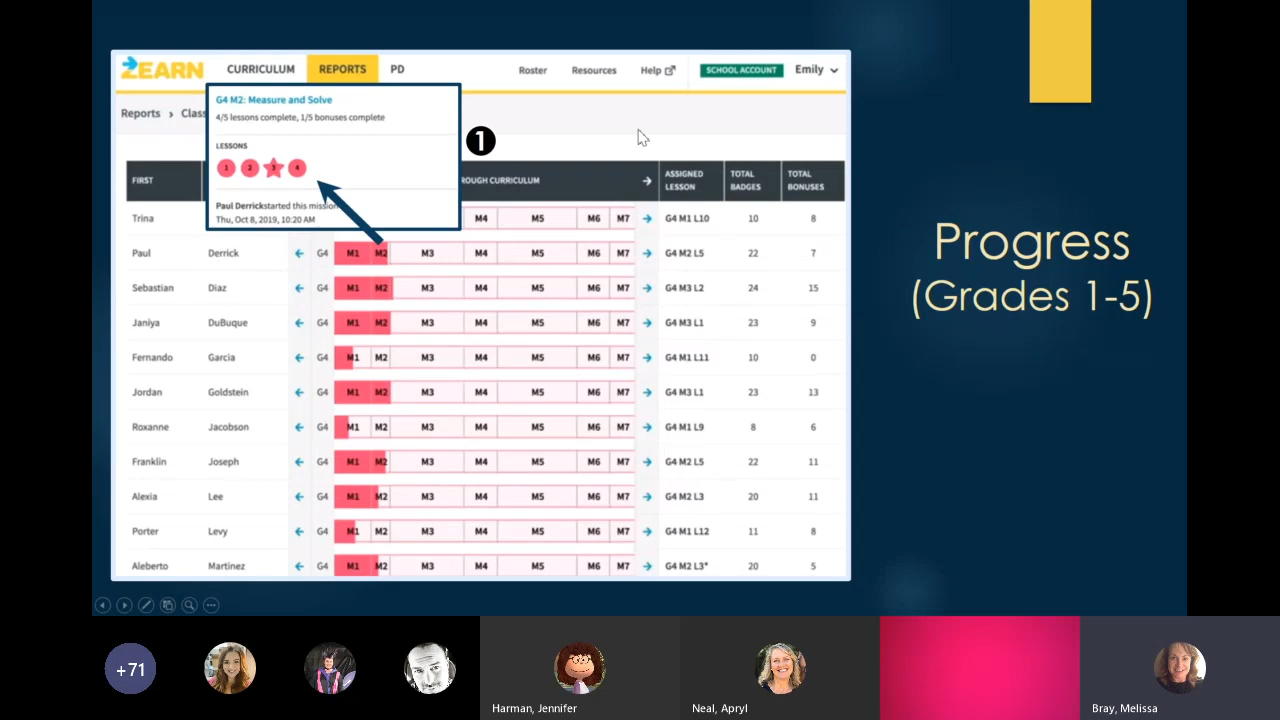 ZEARN CURRICULUM REPORTS PD Roster Resources Help SCHOOL ACCOUNT Emily
Reports > Class
G4 M2: Measure and Solve
4/5 lessons complete, 1/5 bonuses complete
LESSONS
1 2 3 4
Paul Derrickstarted this mission
Thu, Oct 8, 2019, 10:20 AM
1
FIRST ROUGH CURRICULUM → ASSIGNED LESSON TOTAL BADGES TOTAL BONUSES
Trina M4 M5 M6 M7 → G4 M1 L10 10 8
Paul Derrick ← G4 M1 M2 M3 M4 M5 M6 M7 → G4 M2 L5 22 7
Sebastian Diaz ← G4 M1 M2 M3 M4 M5 M6 M7 → G4 M3 L2 24 15
Janiya DuBuque ← G4 M1 M2 M3 M4 M5 M6 M7 → G4 M3 L1 23 9
Fernando Garcia ← G4 M1 M2 M3 M4 M5 M6 M7 → G4 M1 L11 10 0
Jordan Goldstein ← G4 M1 M2 M3 M4 M5 M6 M7 → G4 M3 L1 23 13
Roxanne Jacobson ← G4 M1 M2 M3 M4 M5 M6 M7 → G4 M1 L9 8 6
Franklin Joseph ← G4 M1 M2 M3 M4 M5 M6 M7 → G4 M2 L5 22 11
Alexia Lee ← G4 M1 M2 M3 M4 M5 M6 M7 → G4 M2 L3 20 11
Porter Levy ← G4 M1 M2 M3 M4 M5 M6 M7 → G4 M1 L12 11 8
Aleberto Martinez ← G4 M1 M2 M3 M4 M5 M6 M7 → G4 M2 L3* 20 5
Progress
(Grades 1-5)
+71
Harman, Jennifer
Neal, Apryl
Bray, Melissa